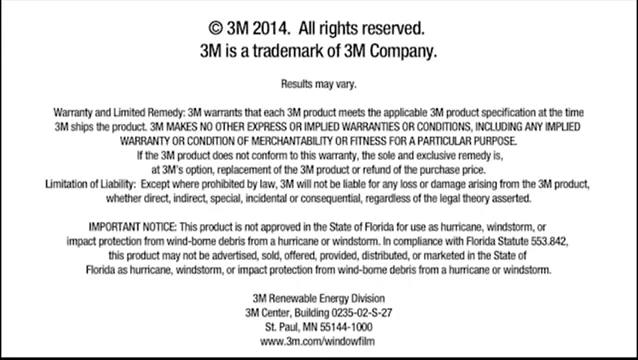 © 3M 2014. All rights reserved.
3M is a trademark of 3M Company.
Results may vary.
Warranty and Limited Remedy: 3M warrants that each 3M product meets the applicable 3M product specification at the time
3M ships the product. 3M MAKES NO OTHER EXPRESS OR IMPLIED WARRANTIES OR CONDITIONS, INCLUDING ANY IMPLIED
WARRANTY OR CONDITION OF MERCHANTABILITY OR FITNESS FOR A PARTICULAR PURPOSE.
If the 3M product does not conform to this warranty, the sole and exclusive remedy is,
at 3M's option, replacement of the 3M product or refund of the purchase price.
Limitation of Liability: Except where prohibited by law, 3M will not be liable for any loss or damage arising from the 3M product,
whether direct, indirect, special, incidental or consequential, regardless of the legal theory asserted.
IMPORTANT NOTICE: This product is not approved in the State of Florida for use as hurricane, windstorm, or
impact protection from wind-borne debris from a hurricane or windstorm. In compliance with Florida Statute 553.842,
this product may not be advertised, sold, offered, provided, distributed, or marketed in the State of
Florida as hurricane, windstorm, or impact protection from wind-borne debris from a hurricane or windstorm.
3M Renewable Energy Division
3M Center, Building 0235-02-S-27
St. Paul, MN 55144-1000
www.3m.com/windowfilm